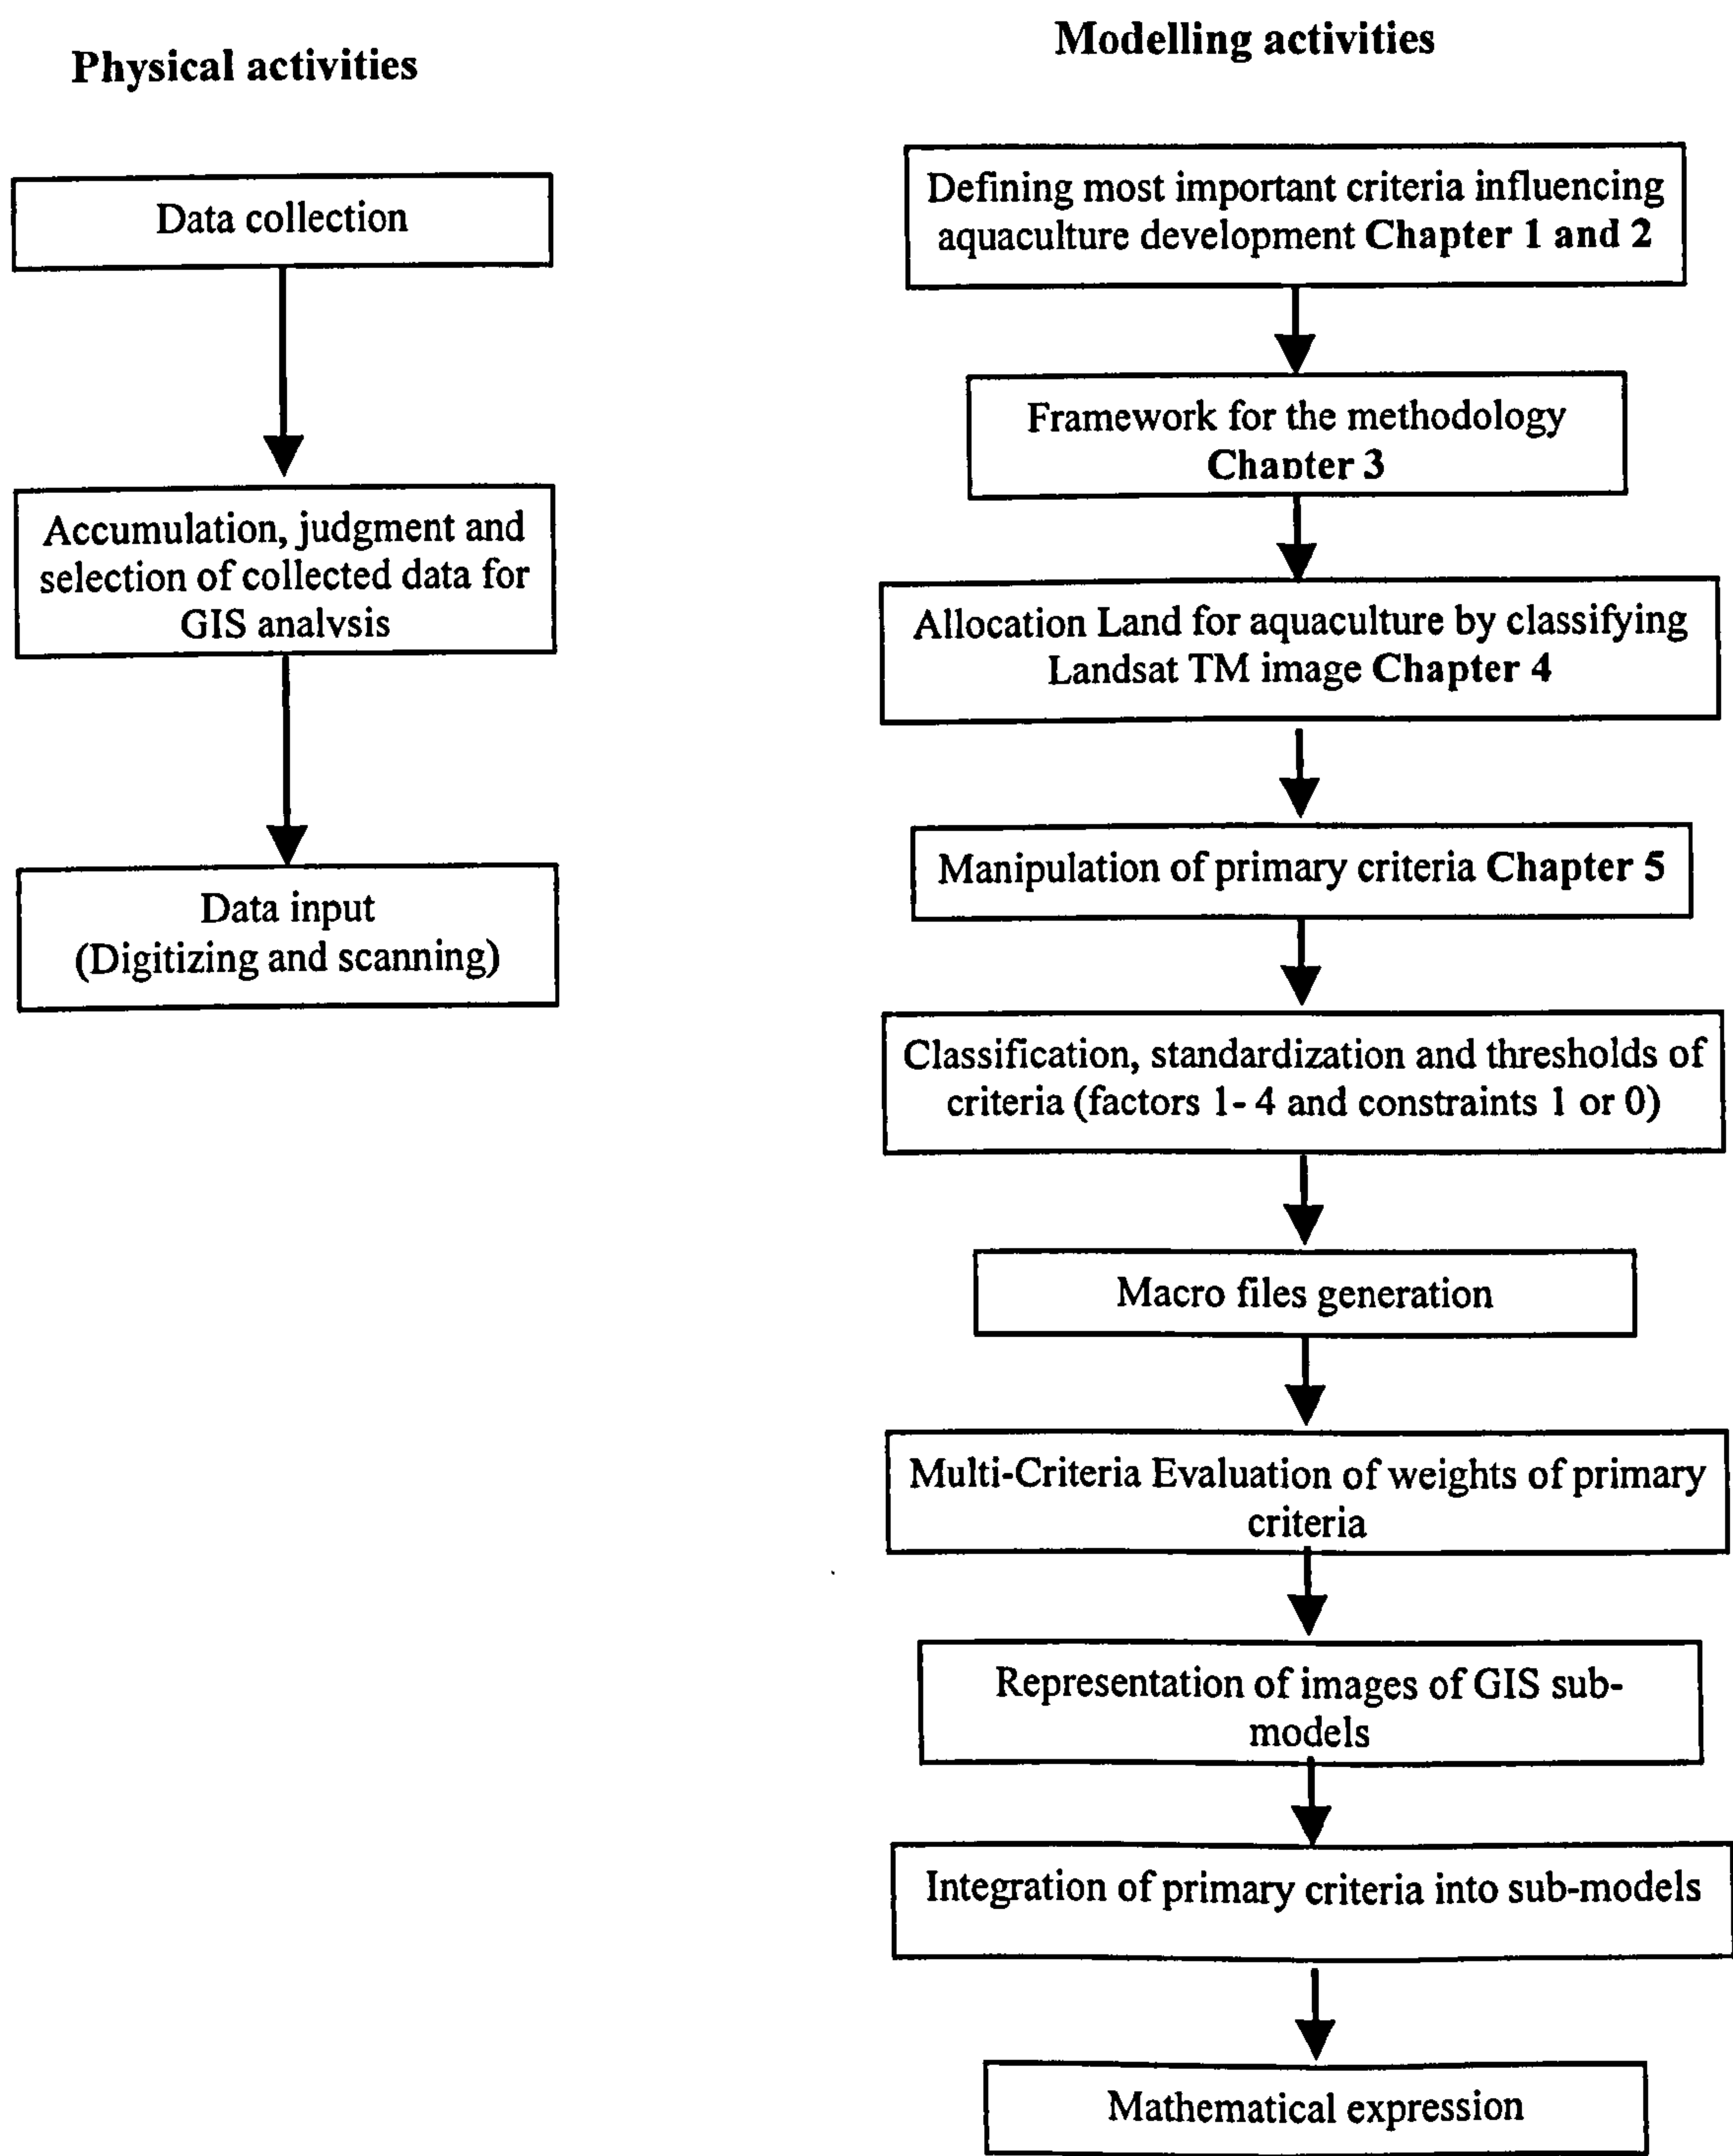 Physical activities
Data collection
Accumulation, judgment and
selection of collected data for
GIS analysis
Data input
(Digitizing and scanning)
Modelling activities
Defining most important criteria influencing
aquaculture development Chapter 1 and 2
Framework for the methodology
Chapter 3
Allocation Land for aquaculture by classifying
Landsat TM image Chapter 4
Manipulation of primary criteria Chapter 5
Classification, standardization and thresholds of
criteria (factors 1- 4 and constraints 1 or 0)
Macro files generation
Multi-Criteria Evaluation of weights of primary
criteria
Representation of images of GIS sub-
models
Integration of primary criteria into sub-models
Mathematical expression